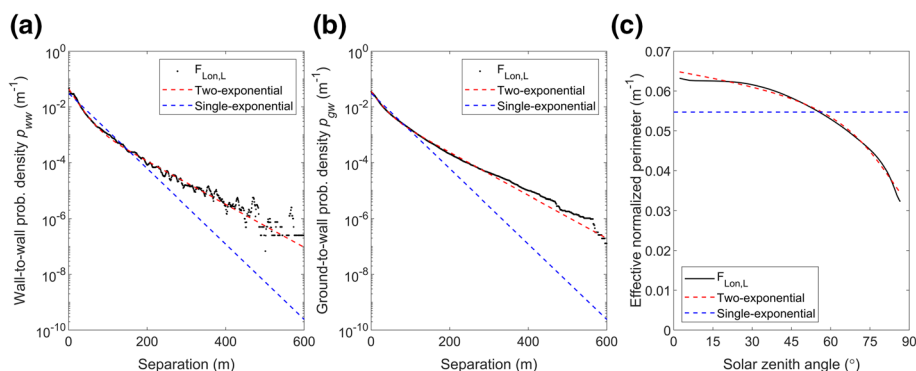 (a)
Wall-to-wall prob. density p_ww (m⁻¹)
10⁰
10⁻²
10⁻⁴
10⁻⁶
10⁻⁸
10⁻¹⁰
F_Lon,L
Two-exponential
Single-exponential
0 200 400 600
Separation (m)
(b)
Ground-to-wall prob. density p_gw (m⁻¹)
10⁰
10⁻²
10⁻⁴
10⁻⁶
10⁻⁸
10⁻¹⁰
F_Lon,L
Two-exponential
Single-exponential
0 200 400 600
Separation (m)
(c)
Effective normalized perimeter (m⁻¹)
0.07
0.06
0.05
0.04
0.03
0.02
0.01
0
F_Lon,L
Two-exponential
Single-exponential
0 15 30 45 60 75 90
Solar zenith angle (°)